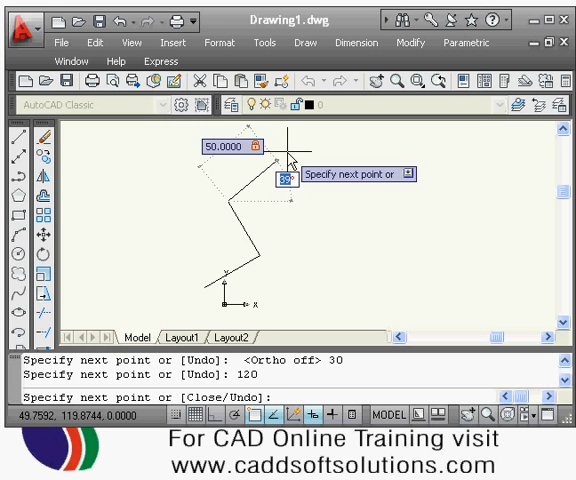 Drawing1.dwg
File Edit View Insert Format Tools Draw Dimension Modify Parametric
Window Help Express
AutoCAD Classic
0
50.0000
39°
Specify next point or
Y
X
Model Layout1 Layout2
Specify next point or [Undo]: <Ortho off> 30
Specify next point or [Undo]: 120
Specify next point or [Close/Undo]:
49.7592, 119.8744, 0.0000
MODEL
For CAD Online Training visit
www.caddsoftsolutions.com